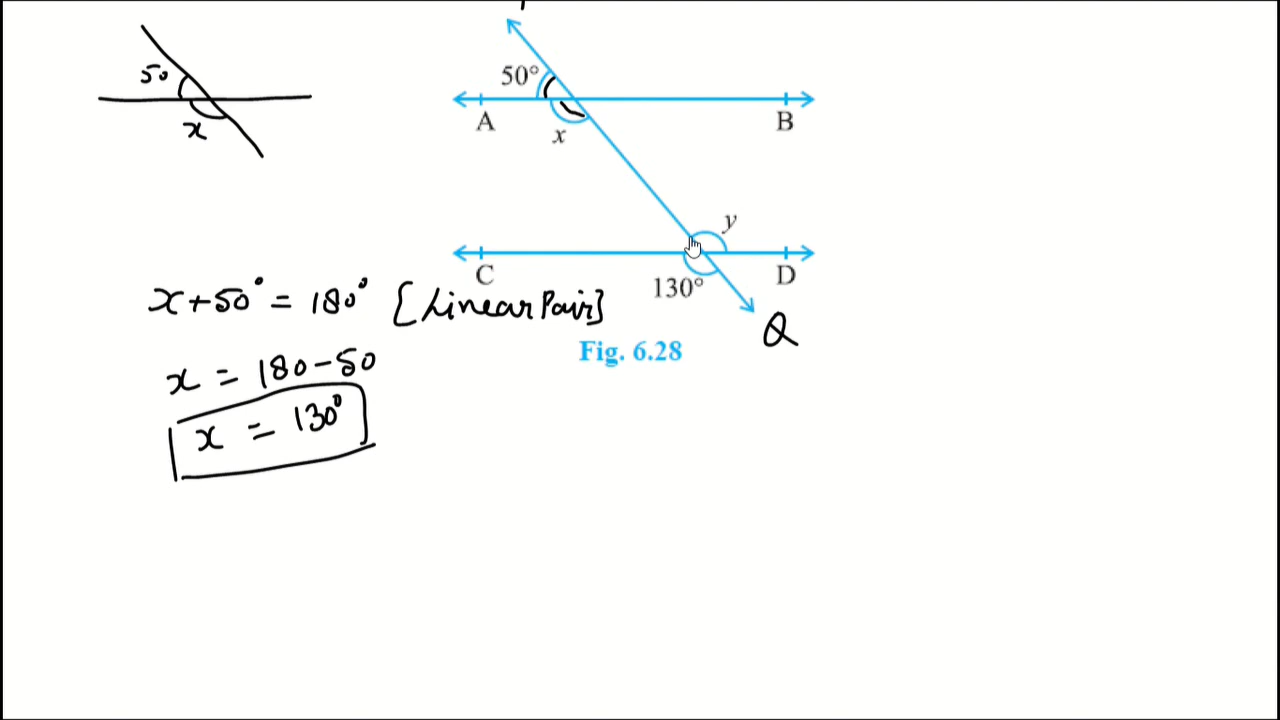 50
x
50°
A
B
x
y
C
D
130°
Q
Fig. 6.28
x+50° = 180° [Linear Pair]
x = 180-50
x = 130°